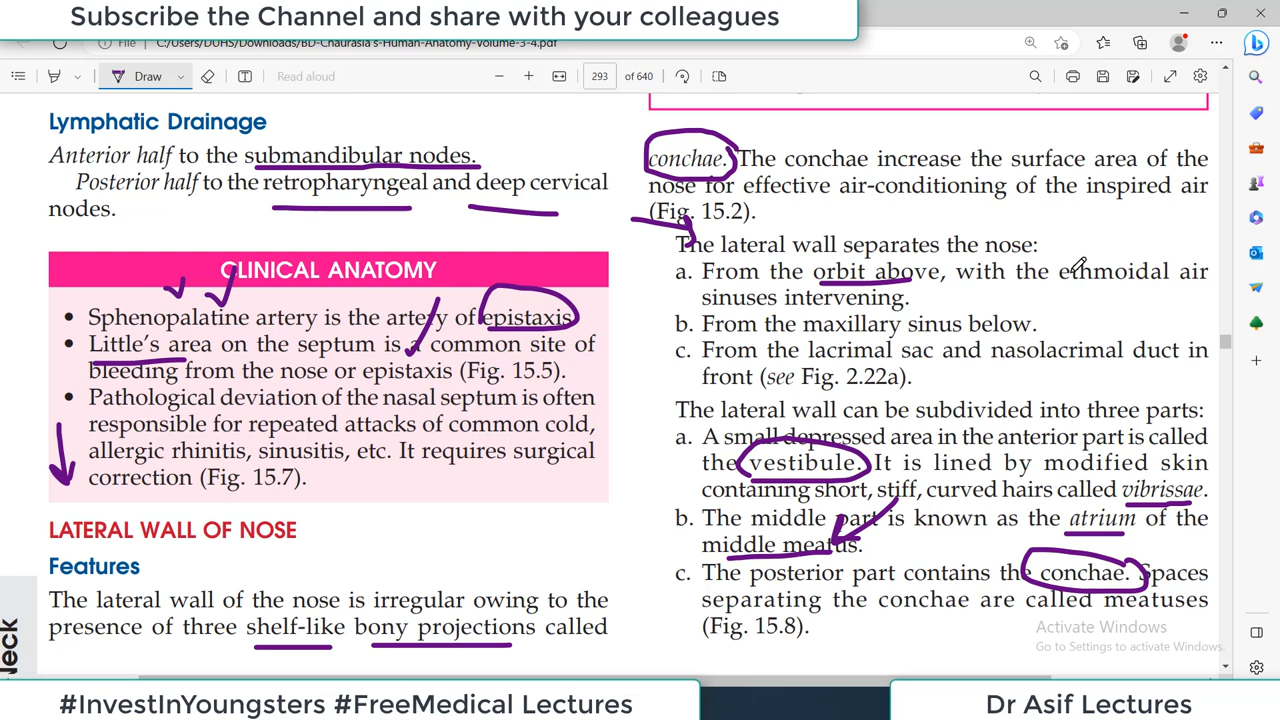 Subscribe the Channel and share with your colleagues
File
C:/Users/DUHS/Downloads/BD-Chaurasia's-Human-Anatomy-Volume-3-4.pdf
Draw
Read aloud
293
of 640
Lymphatic Drainage
Anterior half to the submandibular nodes.
Posterior half to the retropharyngeal and deep cervical
nodes.
CLINICAL ANATOMY
• Sphenopalatine artery is the artery of epistaxis.
• Little's area on the septum is a common site of
bleeding from the nose or epistaxis (Fig. 15.5).
• Pathological deviation of the nasal septum is often
responsible for repeated attacks of common cold,
allergic rhinitis, sinusitis, etc. It requires surgical
correction (Fig. 15.7).
LATERAL WALL OF NOSE
Features
The lateral wall of the nose is irregular owing to the
presence of three shelf-like bony projections called
Neck
conchae. The conchae increase the surface area of the
nose for effective air-conditioning of the inspired air
(Fig. 15.2).
The lateral wall separates the nose:
a. From the orbit above, with the ethmoidal air
sinuses intervening.
b. From the maxillary sinus below.
c. From the lacrimal sac and nasolacrimal duct in
front (see Fig. 2.22a).
The lateral wall can be subdivided into three parts:
a. A small depressed area in the anterior part is called
the vestibule. It is lined by modified skin
containing short, stiff, curved hairs called vibrissae.
b. The middle part is known as the atrium of the
middle meatus.
c. The posterior part contains the conchae. Spaces
separating the conchae are called meatuses
(Fig. 15.8).
Activate Windows
Go to Settings to activate Windows.
#InvestInYoungsters #FreeMedical Lectures
Dr Asif Lectures